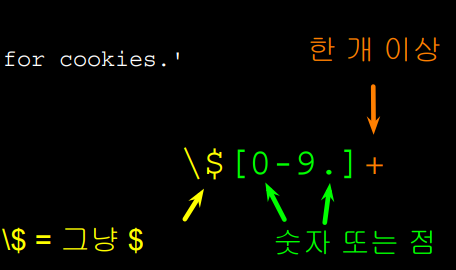 한 개 이상
for cookies.'
\$[0-9.]+
\$ = 그냥 $
숫자 또는 점